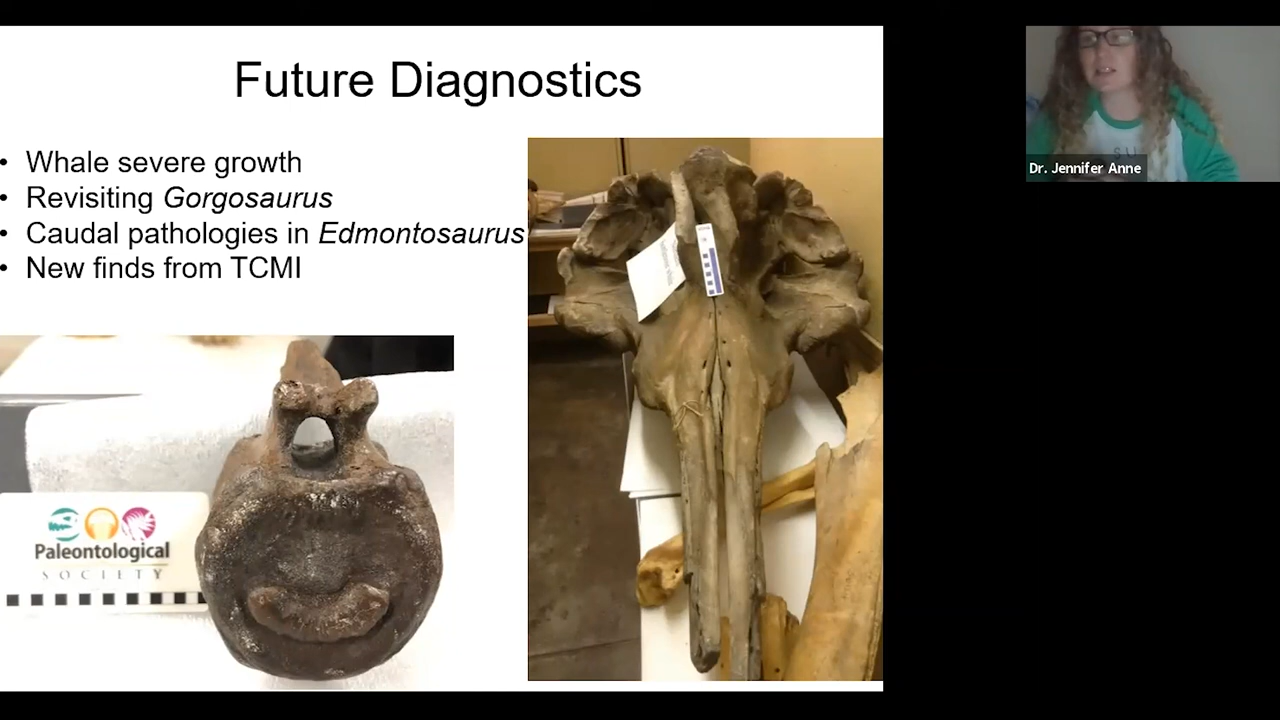 Future Diagnostics
• Whale severe growth
• Revisiting Gorgosaurus
• Caudal pathologies in Edmontosaurus
• New finds from TCMI
Paleontological
SOCIETY
SU
Dr. Jennifer Anne